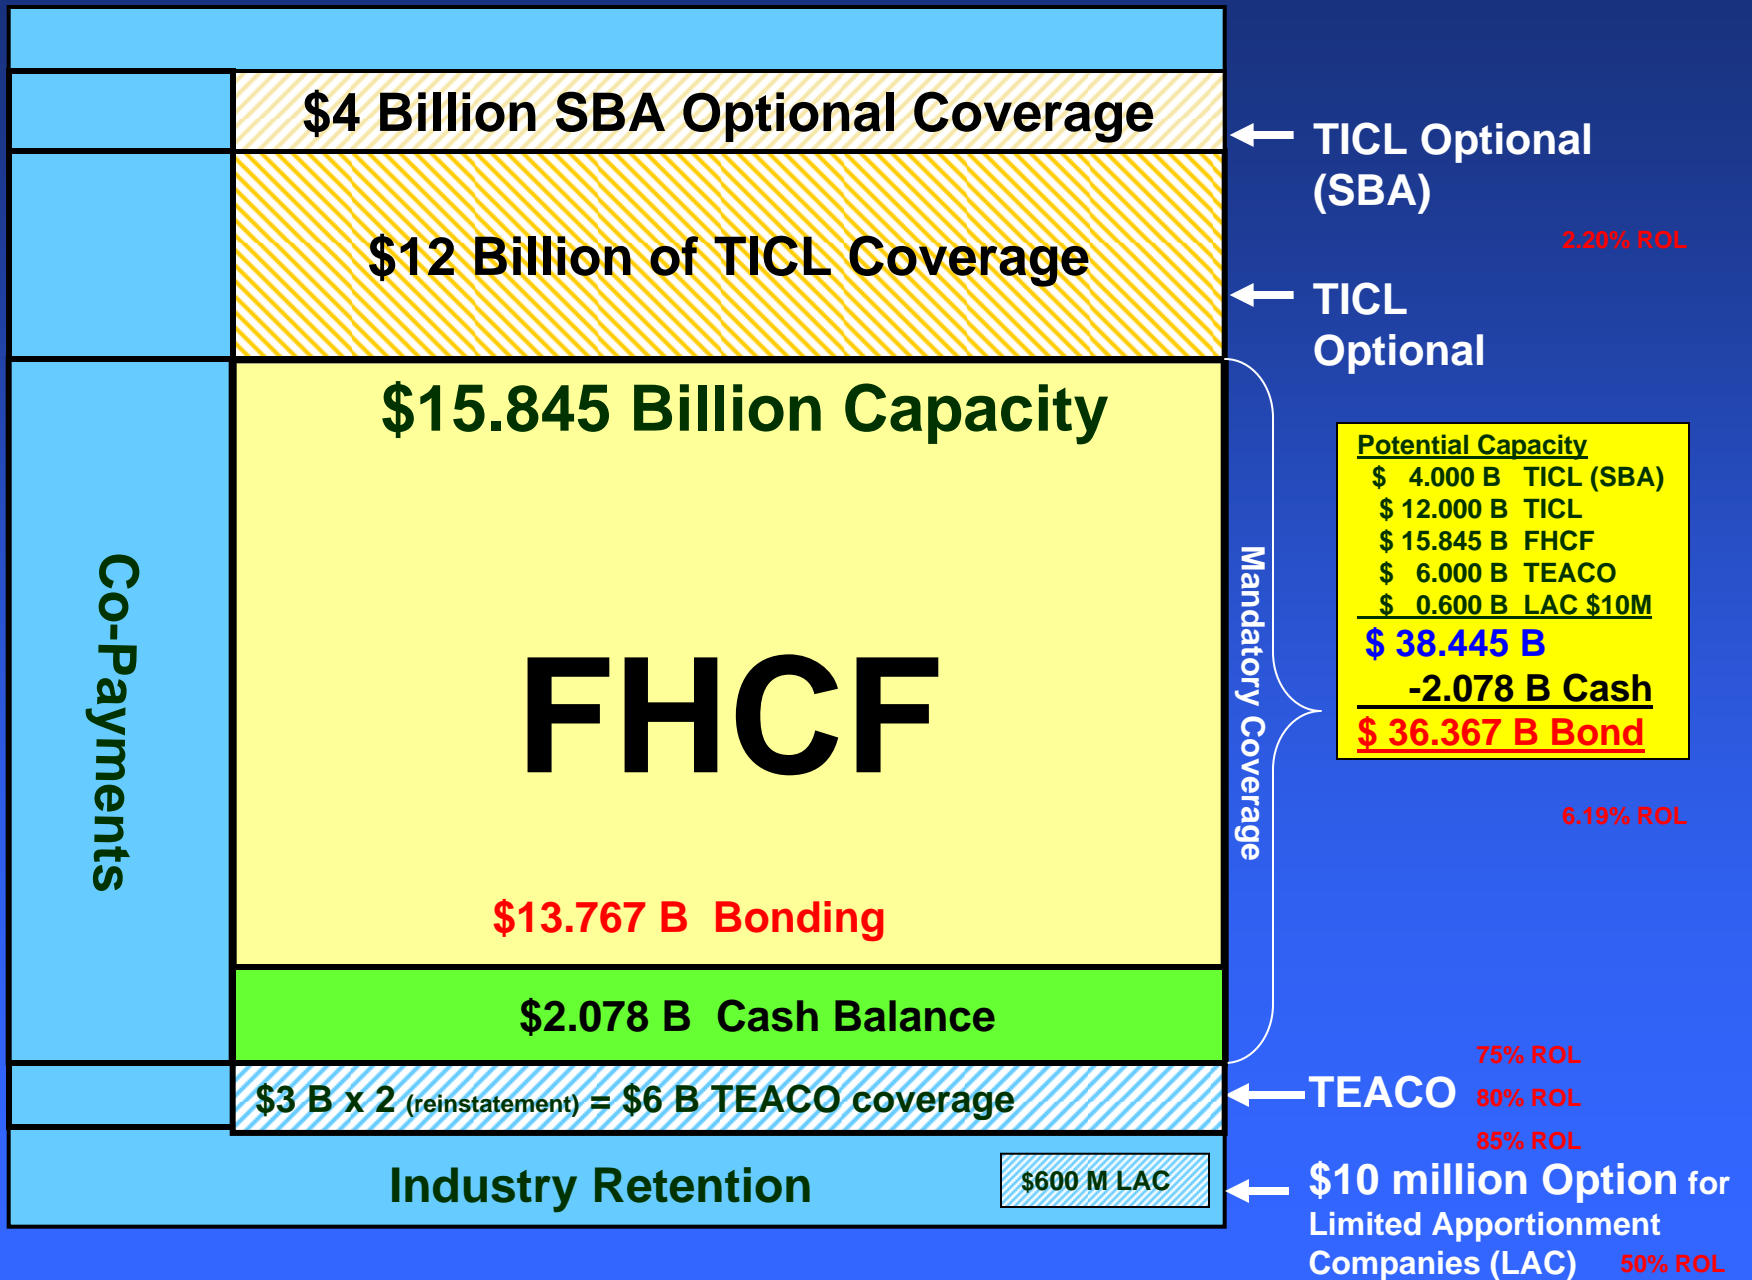 $4 Billion SBA Optional Coverage
TICL Optional
(SBA)
2.20% ROL
$12 Billion of TICL Coverage
TICL
Optional
$15.845 Billion Capacity
Co-Payments
FHCF
$13.767 B Bonding
$2.078 B Cash Balance
Mandatory Coverage
Potential Capacity
$ 4.000 B TICL (SBA)
$ 12.000 B TICL
$ 15.845 B FHCF
$ 6.000 B TEACO
$ 0.600 B LAC $10M
$ 38.445 B
-2.078 B Cash
$ 36.367 B Bond
6.19% ROL
$3 B x 2 (reinstatement) = $6 B TEACO coverage
75% ROL
TEACO 80% ROL
85% ROL
Industry Retention
$600 M LAC
$10 million Option for
Limited Apportionment
Companies (LAC) 50% ROL